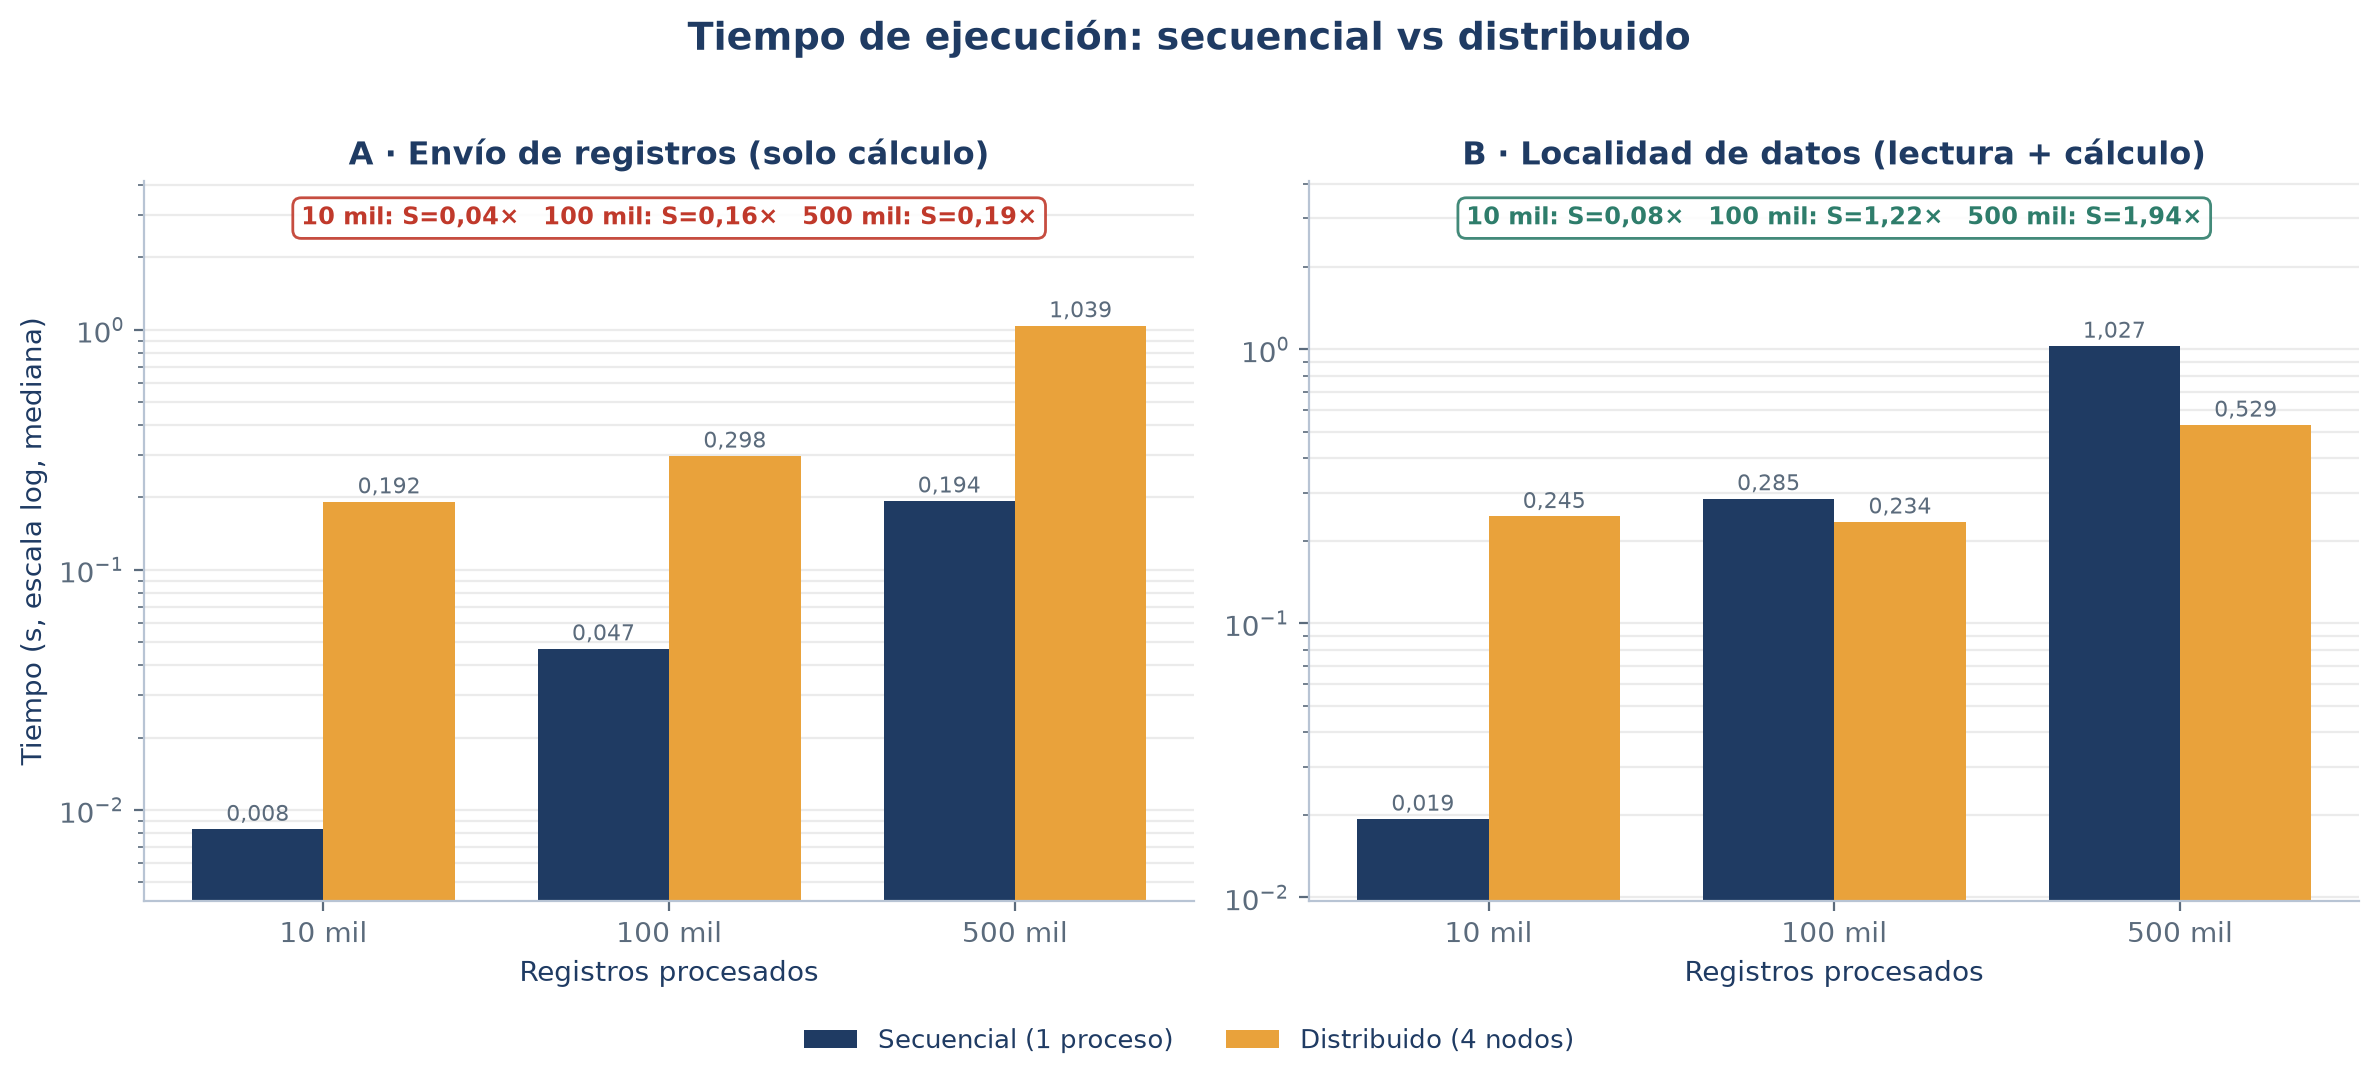 Tiempo de ejecución: secuencial vs distribuido
A · Envío de registros (solo cálculo)
10 mil: S=0,04×   100 mil: S=0,16×   500 mil: S=0,19×
Tiempo (s, escala log, mediana)
10⁰
10⁻¹
10⁻²
0,008
0,192
0,047
0,298
0,194
1,039
10 mil
100 mil
500 mil
Registros procesados
B · Localidad de datos (lectura + cálculo)
10 mil: S=0,08×   100 mil: S=1,22×   500 mil: S=1,94×
10⁰
10⁻¹
10⁻²
0,019
0,245
0,285
0,234
1,027
0,529
10 mil
100 mil
500 mil
Registros procesados
Secuencial (1 proceso)
Distribuido (4 nodos)